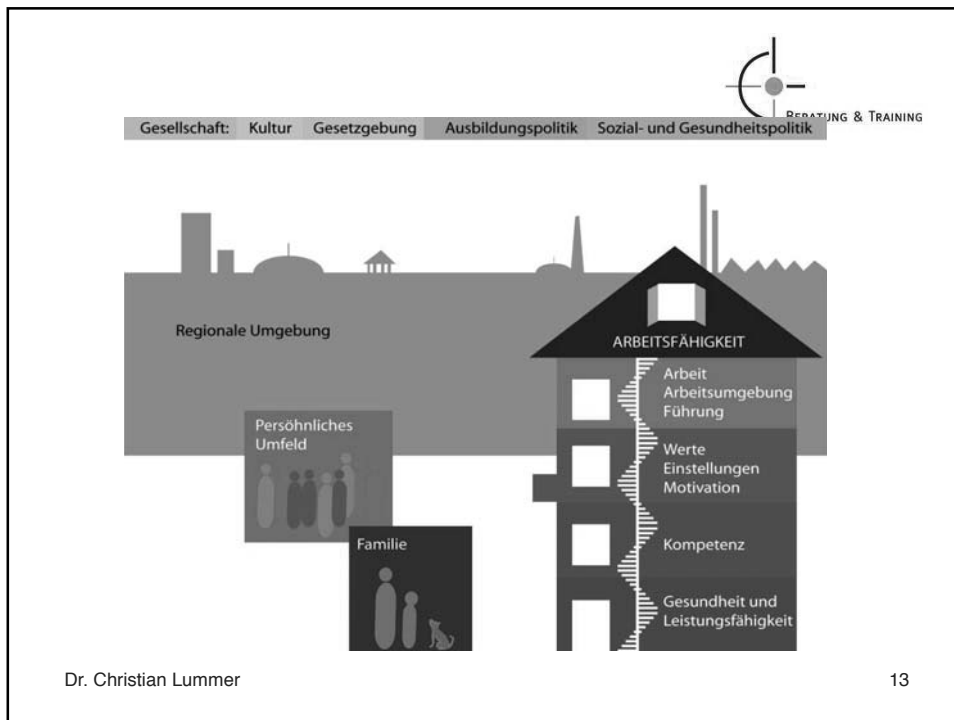 BERATUNG & TRAINING
Gesellschaft: Kultur Gesetzgebung Ausbildungspolitik Sozial- und Gesundheitspolitik
Regionale Umgebung
ARBEITSFÄHIGKEIT
Arbeit
Arbeitsumgebung
Führung
Persöhnliches
Umfeld
Werte
Einstellungen
Motivation
Familie
Kompetenz
Gesundheit und
Leistungsfähigkeit
Dr. Christian Lummer
13